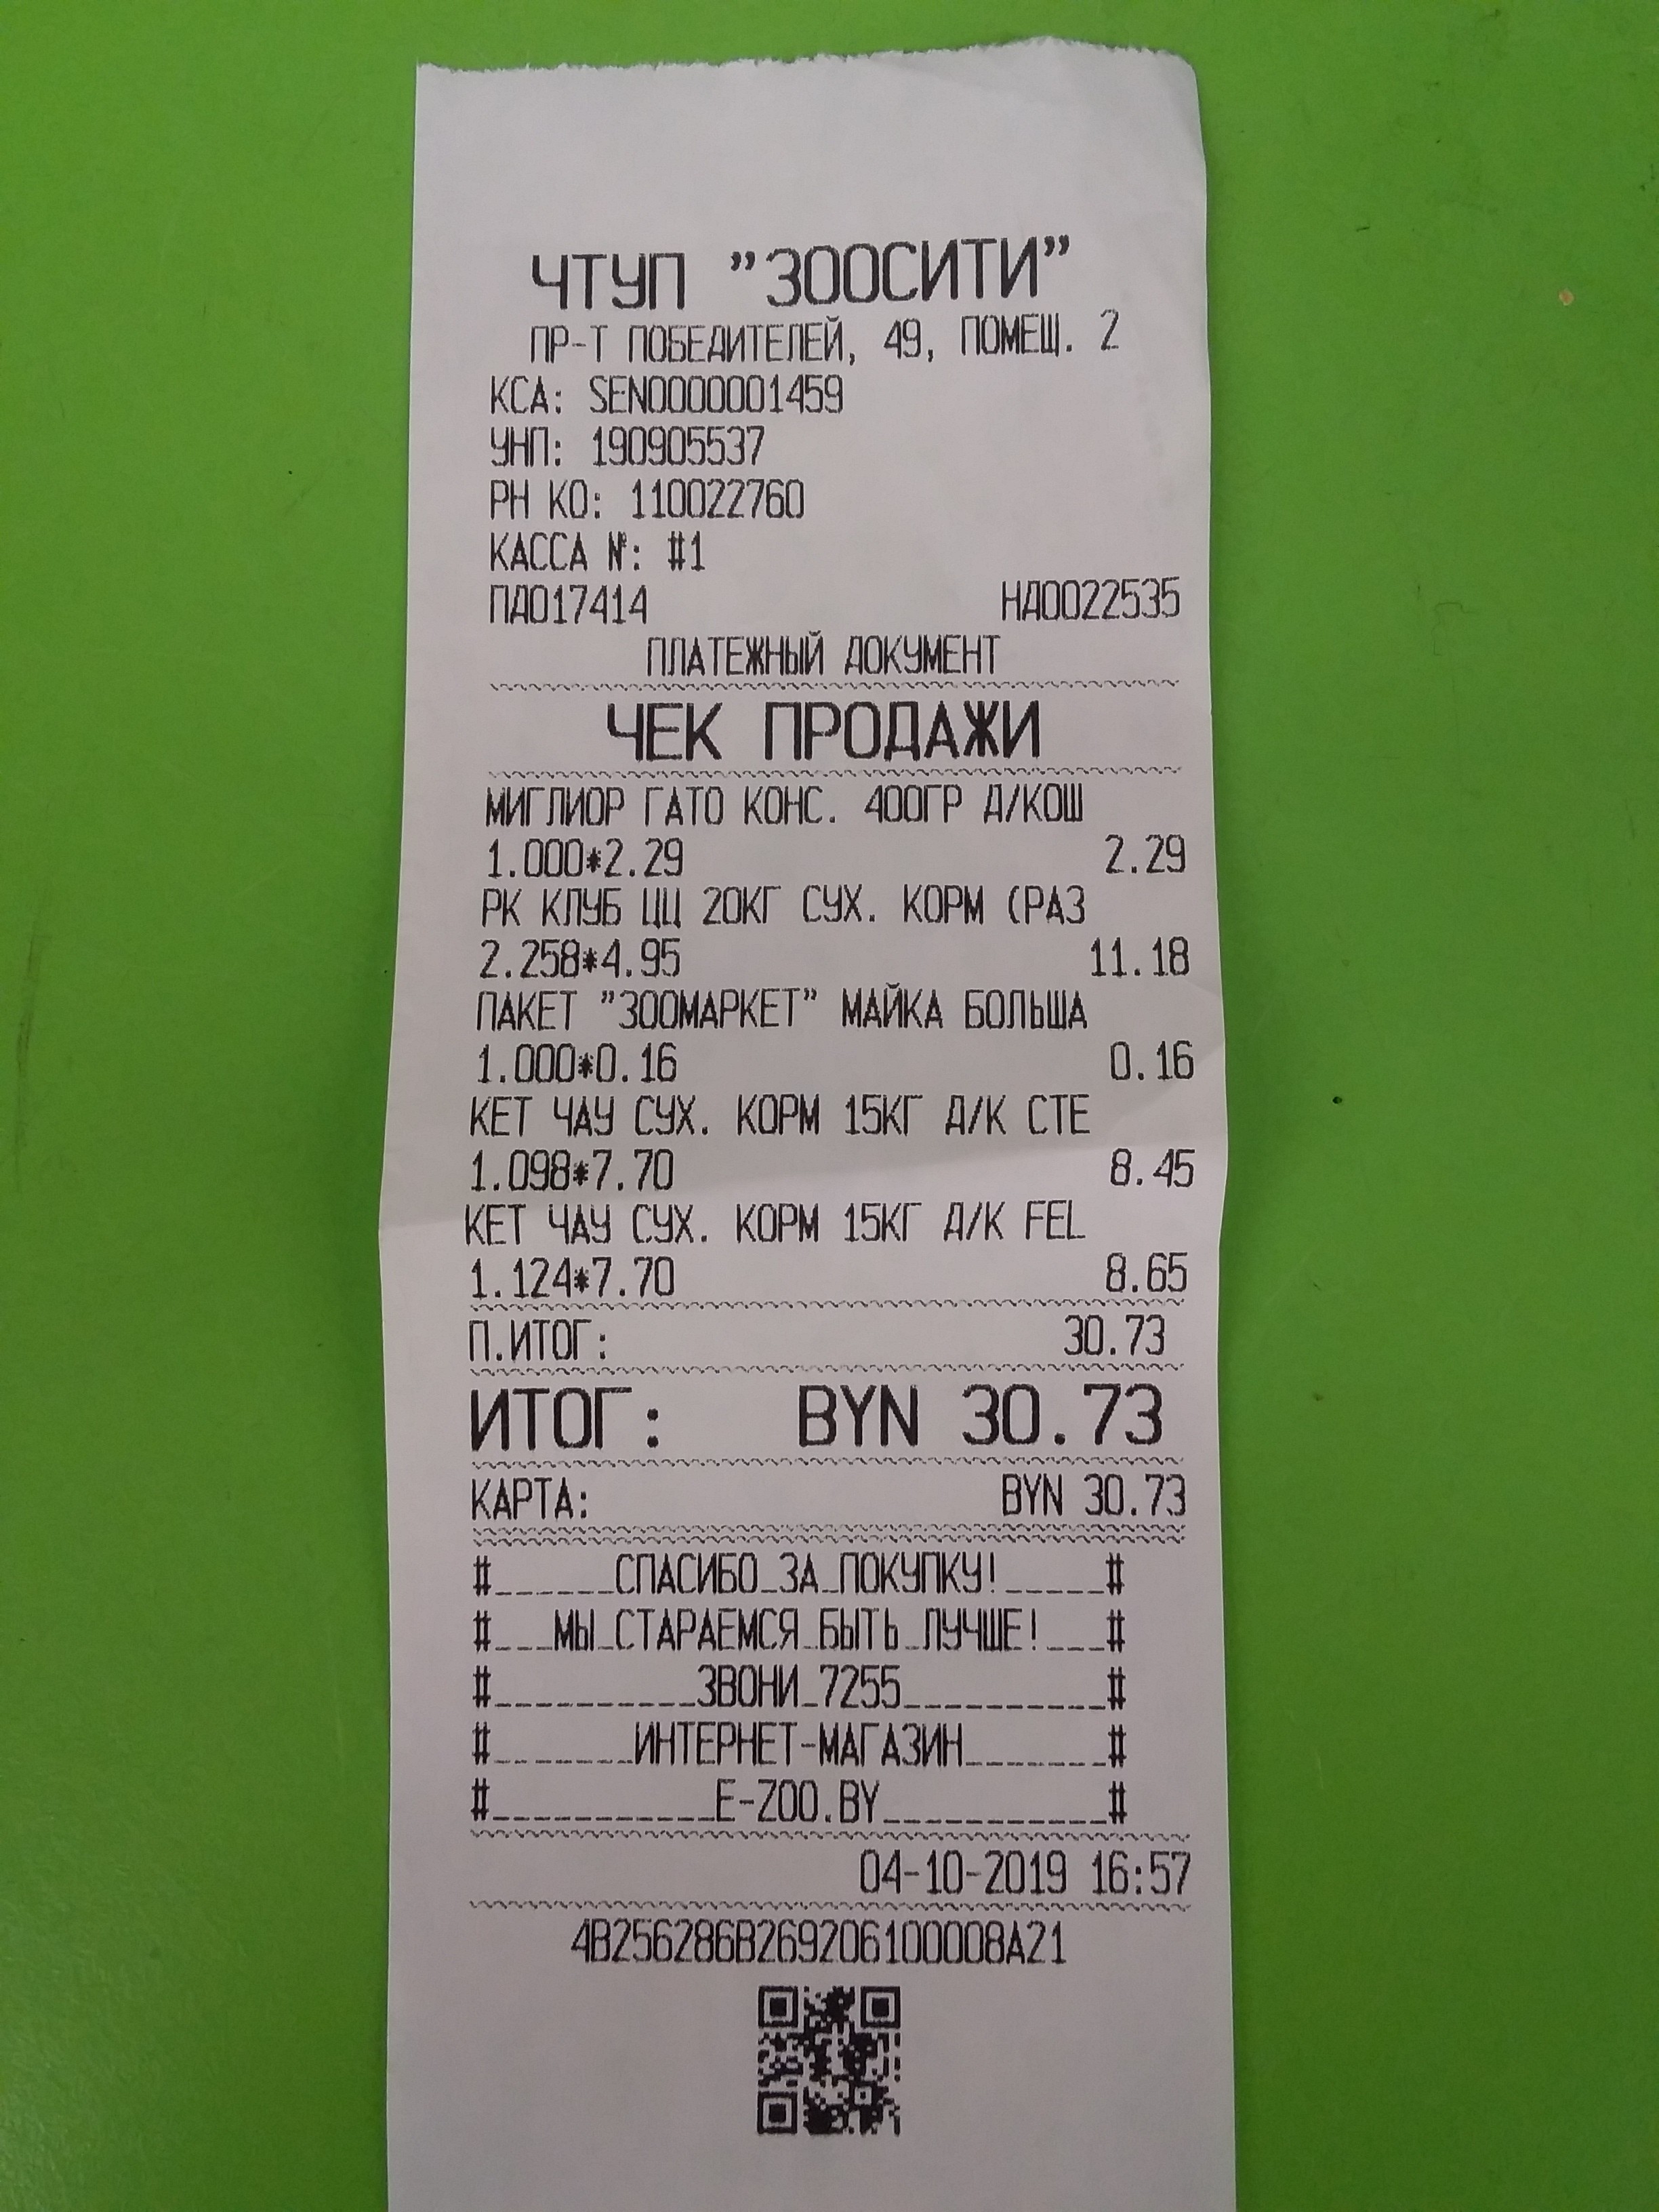 ЧТУП "ЗООСИТИ"
ПР-Т ПОБЕДИТЕЛЕЙ, 49, ПОМЕЩ. 2
КСА: SEN0000001459
УНП: 190905537
РН КО: 110022760
КАССА №: #1
ПД017414 НД0022535
ПЛАТЕЖНЫЙ ДОКУМЕНТ
ЧЕК ПРОДАЖИ
МИГЛИОР ГАТО КОНС. 400ГР Д/КОШ
1.000*2.29 2.29
РК КЛУБ ЦЦ 20КГ СУХ. КОРМ (РАЗ
2.258*4.95 11.18
ПАКЕТ "ЗООМАРКЕТ" МАЙКА БОЛЬША
1.000*0.16 0.16
КЕТ ЧАУ СУХ. КОРМ 15КГ Д/К СТЕ
1.098*7.70 8.45
КЕТ ЧАУ СУХ. КОРМ 15КГ Д/К FEL
1.124*7.70 8.65
П.ИТОГ: 30.73
ИТОГ: BYN 30.73
КАРТА: BYN 30.73
#______СПАСИБО_ЗА_ПОКУПКУ!_____#
#___МЫ_СТАРАЕМСЯ_БЫТЬ_ЛУЧШЕ!___#
#__________ЗВОНИ_7255__________#
#_______ИНТЕРНЕТ-МАГАЗИН_______#
#___________E-ZOO.BY___________#
04-10-2019 16:57
4B256286B269206100008A21